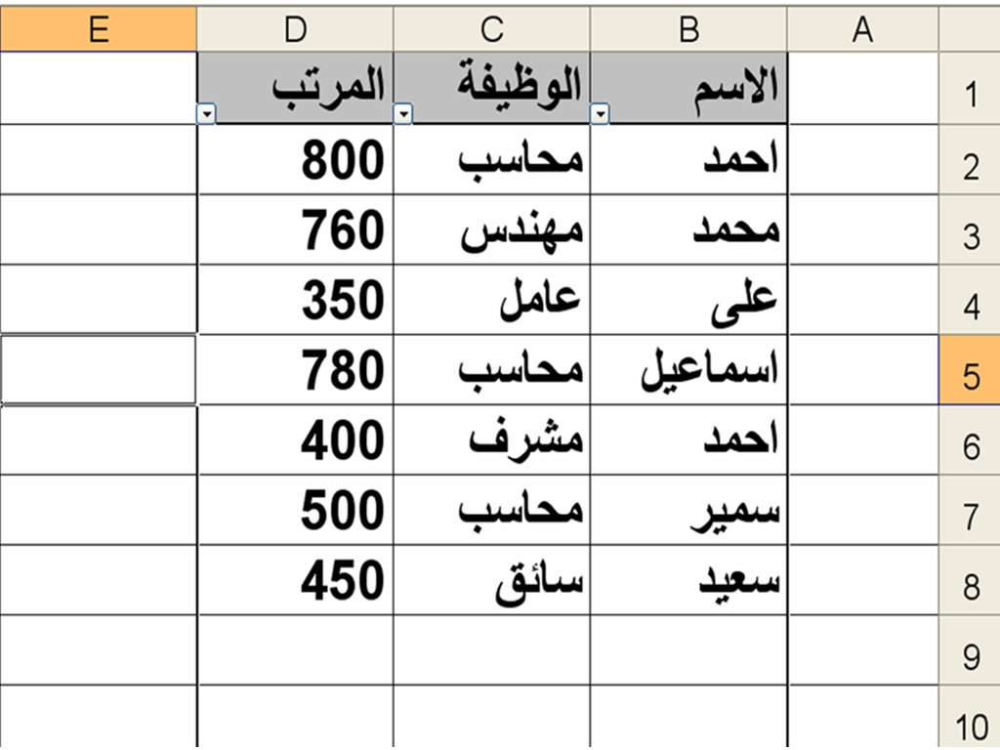 A B C D E
1 الاسم الوظيفة المرتب
2 احمد محاسب 800
3 محمد مهندس 760
4 على عامل 350
5 اسماعيل محاسب 780
6 احمد مشرف 400
7 سمير محاسب 500
8 سعيد سائق 450
9
10